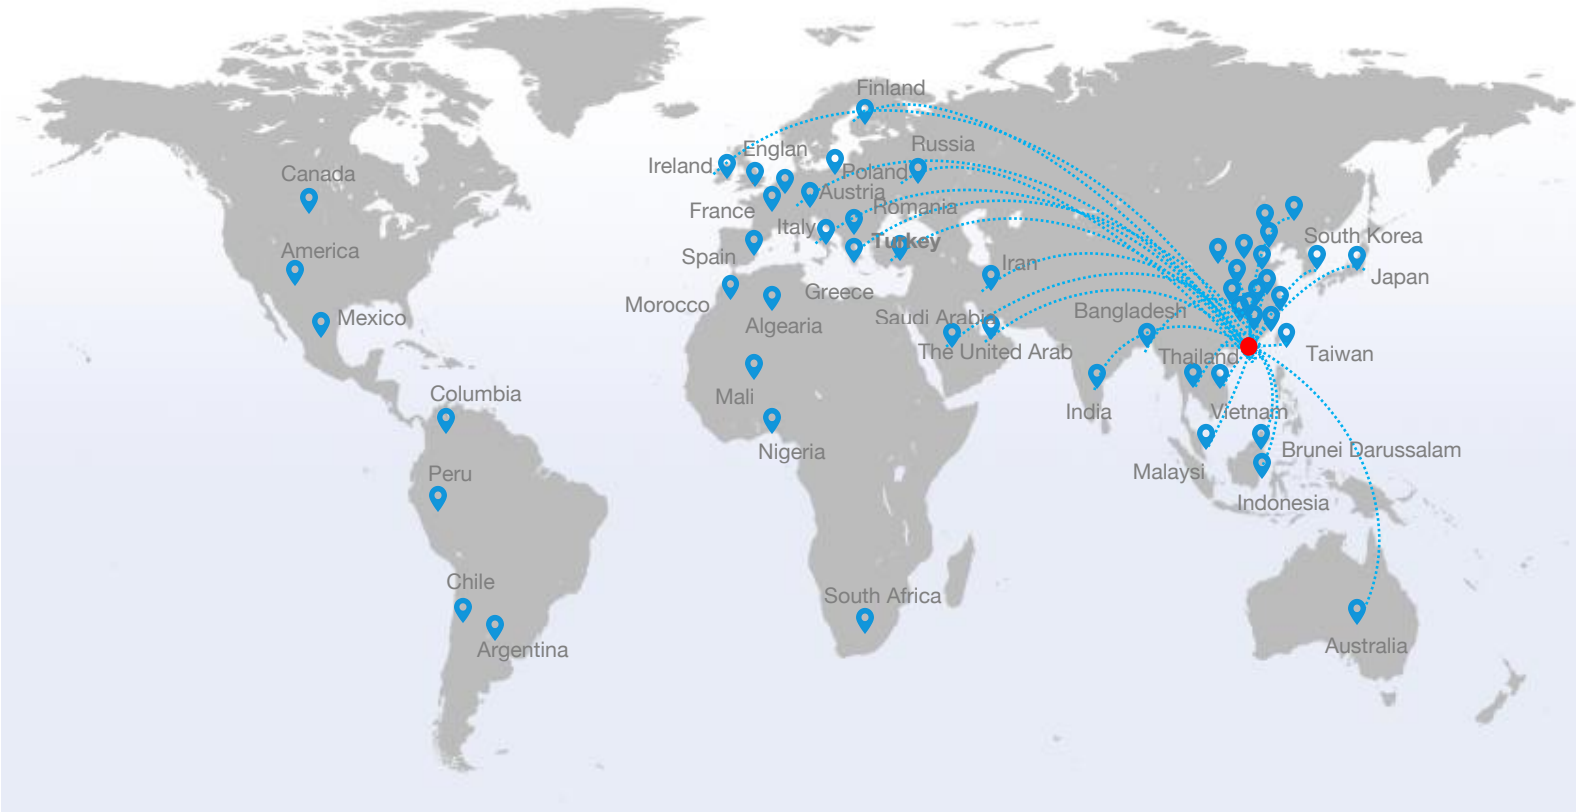 Finland
Russia
Englan
Ireland
Poland
Canada
Austria
France
Romania
Italy
Turkey
South Korea
America
Spain
Iran
Japan
Morocco
Greece
Mexico
Algearia
Saudi Arabia
Bangladesh
The United Arab
Thailand
Taiwan
Mali
Columbia
India
Vietnam
Nigeria
Brunei Darussalam
Peru
Malaysi
Indonesia
Chile
South Africa
Argentina
Australia